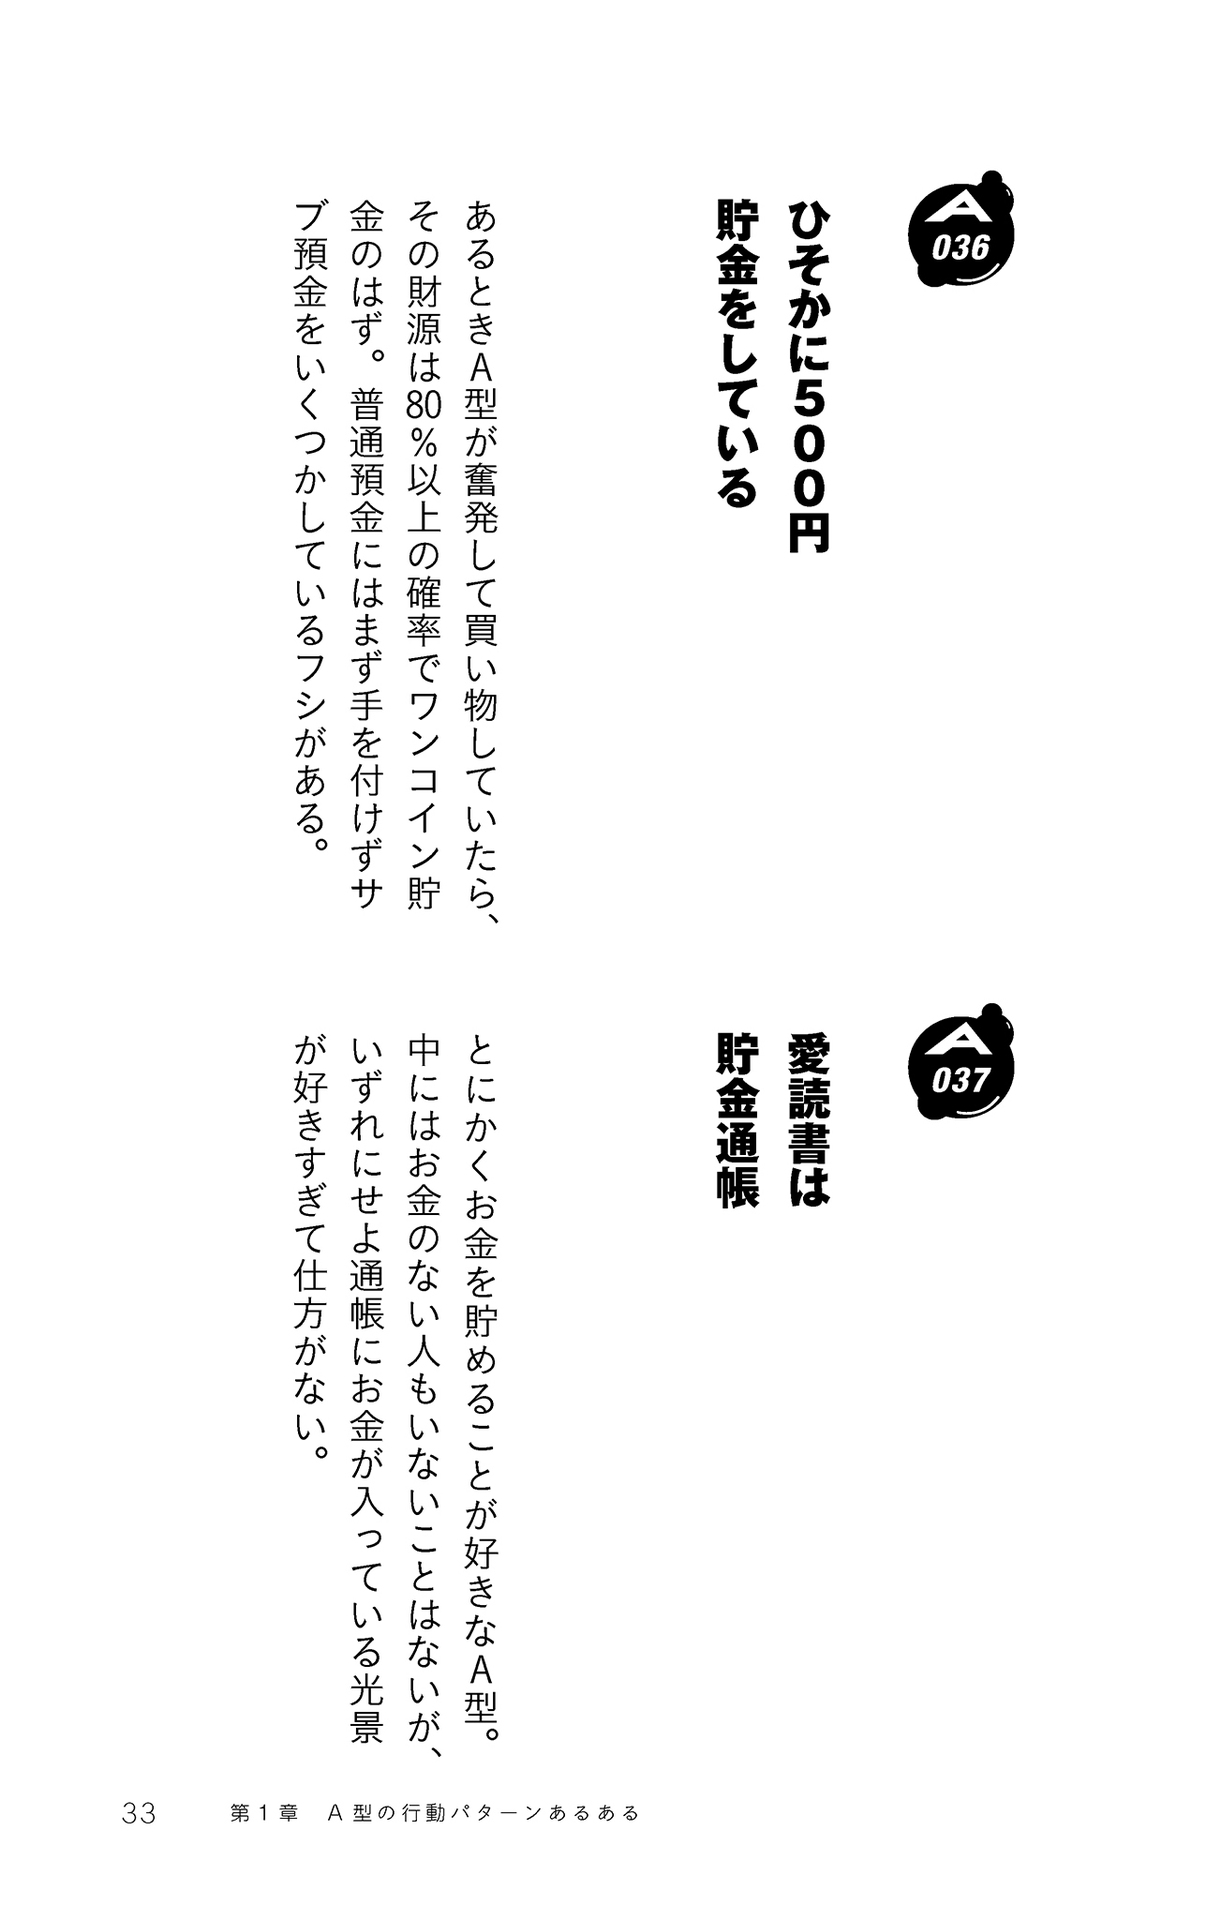 A
036
ひそかに500円
貯金をしている
あるときA型が奮発して買い物していたら、
その財源は80%以上の確率でワンコイン貯
金のはず。普通預金にはまず手を付けずサ
ブ預金をいくつかしているフシがある。
A
037
愛読書は
貯金通帳
とにかくお金を貯めることが好きなA型。
中にはお金のない人もいないことはないが、
いずれにせよ通帳にお金が入っている光景
が好きすぎて仕方がない。
33 第1章 A型の行動パターンあるある